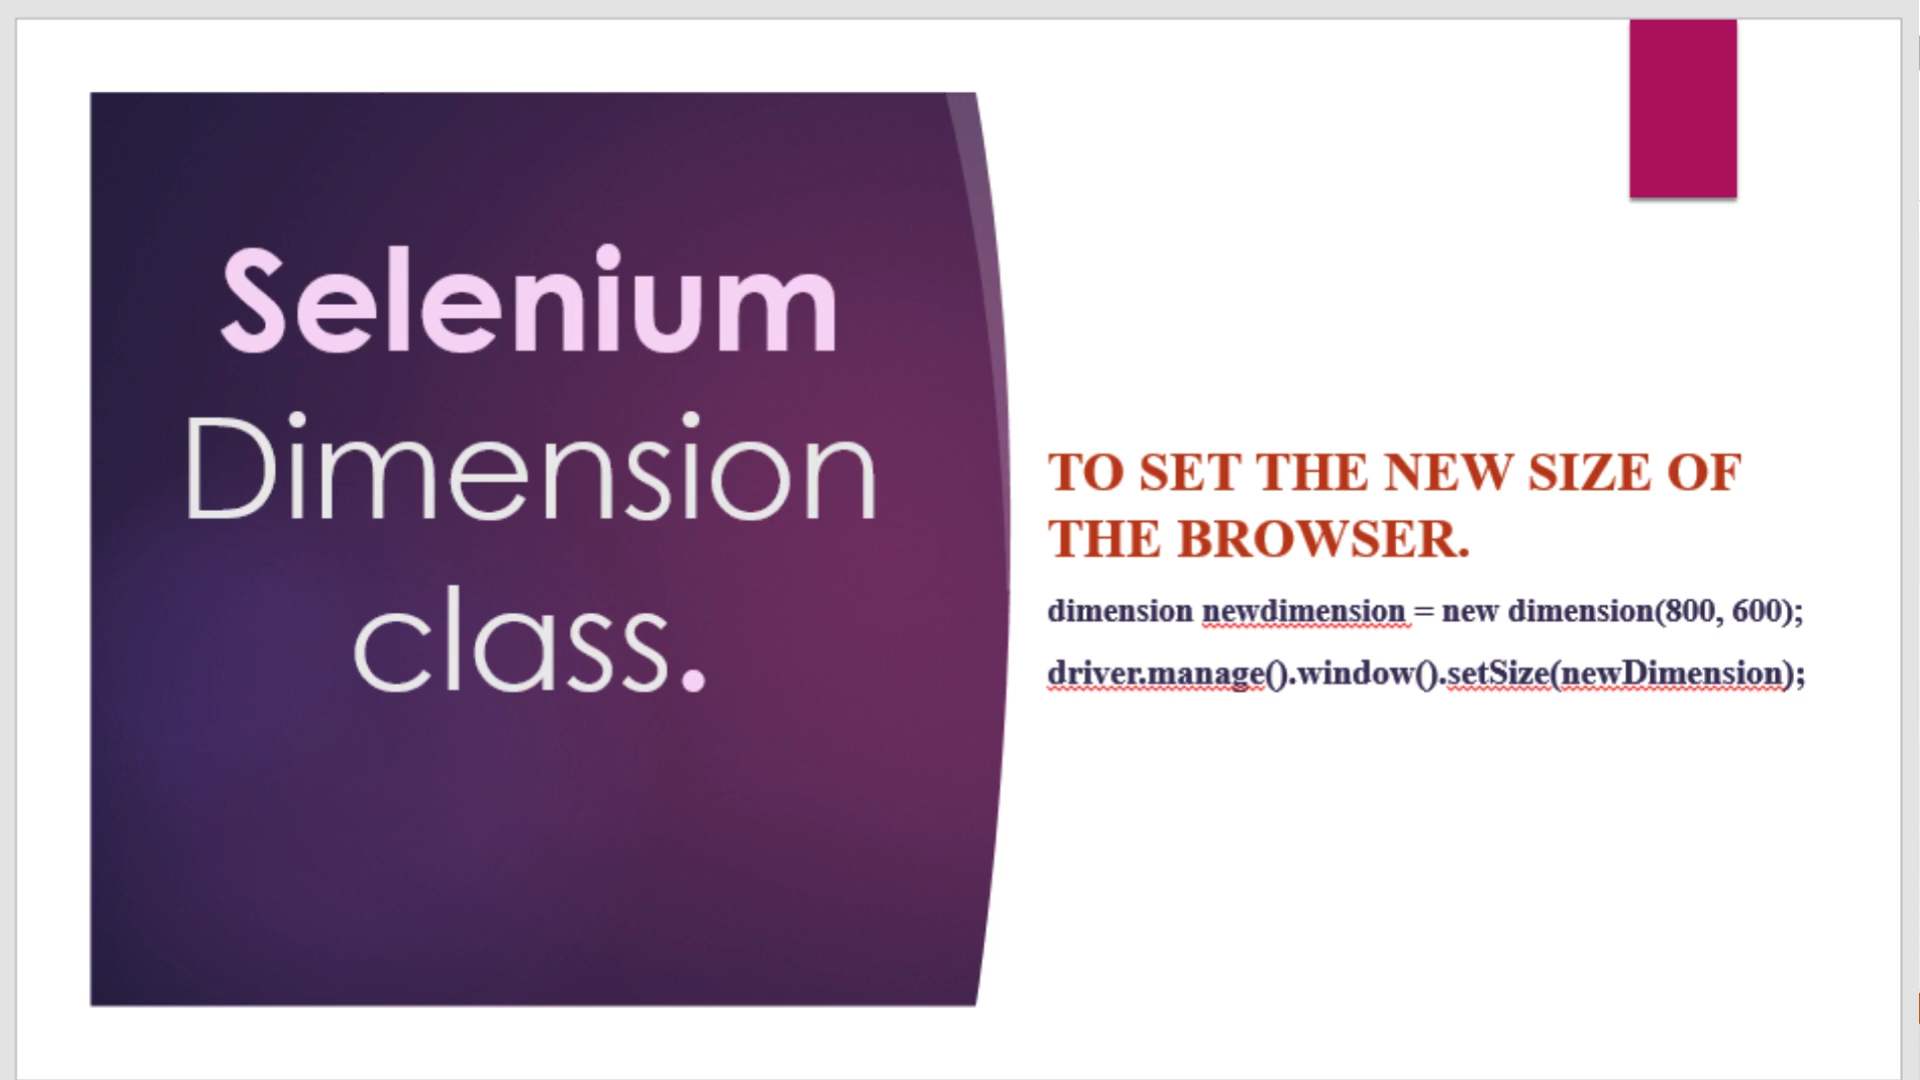 Selenium
Dimension
class.
TO SET THE NEW SIZE OF
THE BROWSER.
dimension newdimension = new dimension(800, 600);
driver.manage().window().setSize(newDimension);